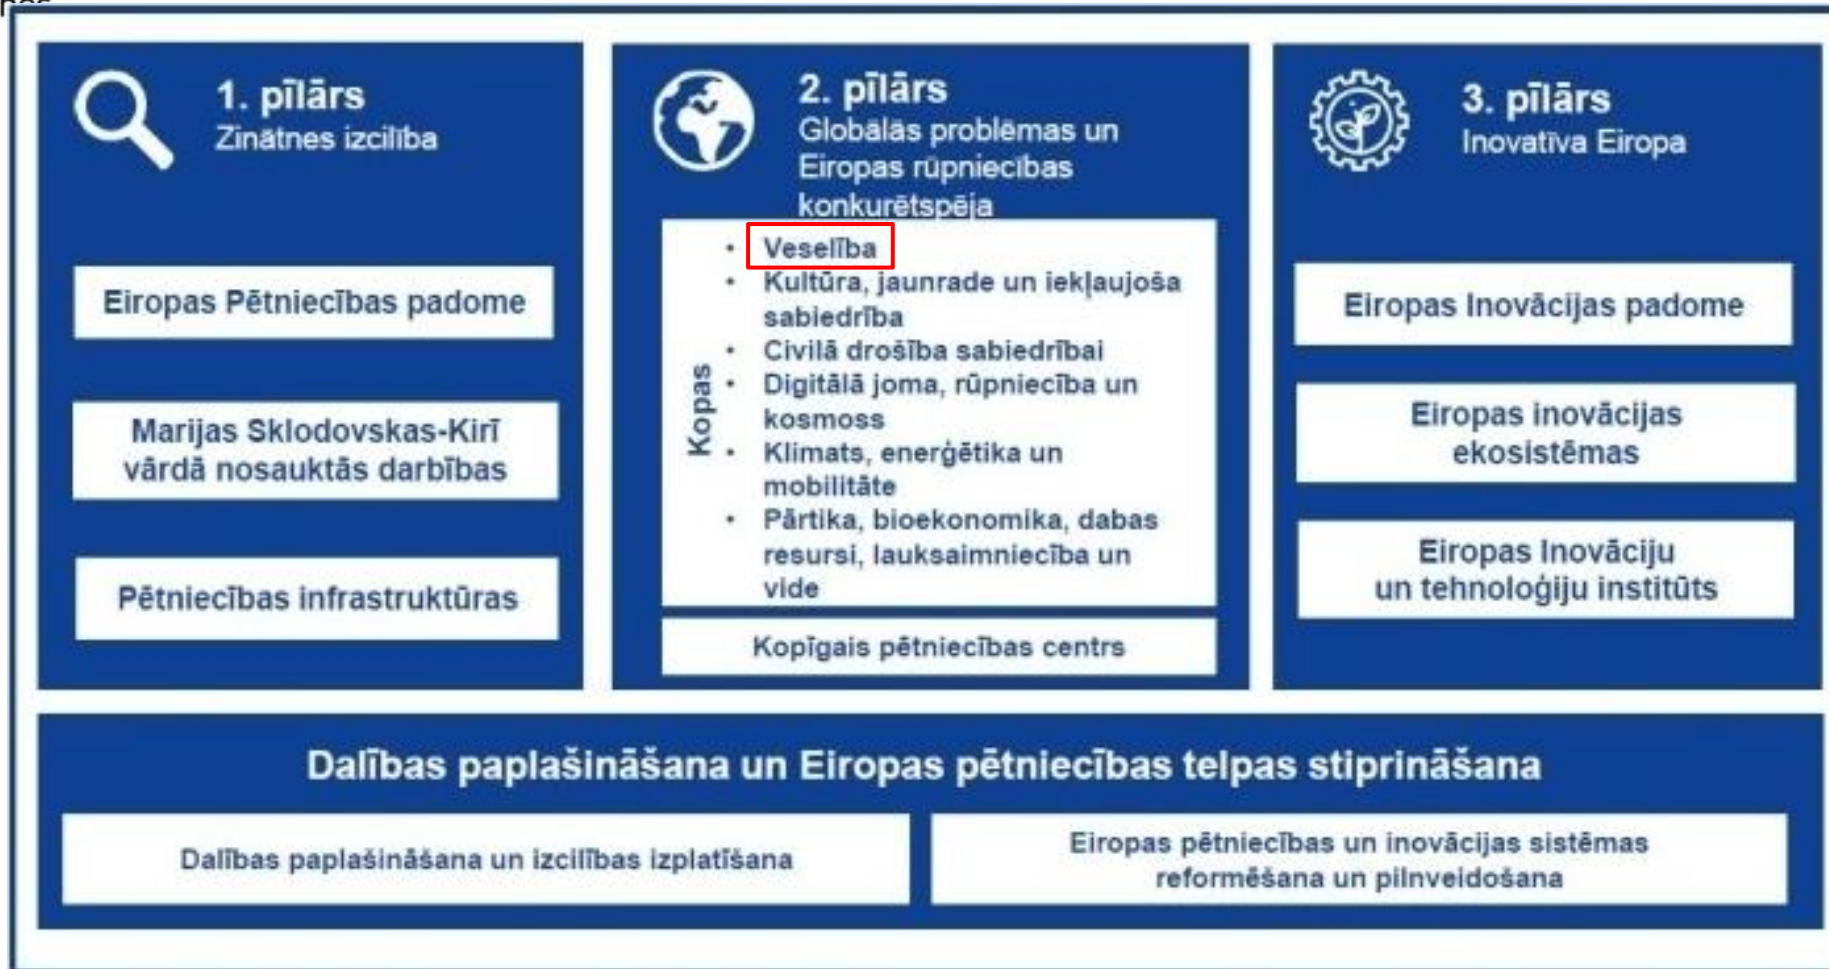 1. pīlārs
Zinātnes izcilība
Eiropas Pētniecības padome
Marijas Sklodovskas-Kirī
vārdā nosauktās darbības
Pētniecības infrastruktūras
2. pīlārs
Globālās problēmas un
Eiropas rūpniecības
konkurētspēja
Kopas
• Veselība
• Kultūra, jaunrade un iekļaujoša
sabiedrība
• Civilā drošība sabiedrībai
• Digitālā joma, rūpniecība un
kosmoss
• Klimats, enerģētika un
mobilitāte
• Pārtika, bioekonomika, dabas
resursi, lauksaimniecība un
vide
Kopīgais pētniecības centrs
3. pīlārs
Inovatīva Eiropa
Eiropas Inovācijas padome
Eiropas inovācijas
ekosistēmas
Eiropas Inovāciju
un tehnoloģiju institūts
Dalības paplašināšana un Eiropas pētniecības telpas stiprināšana
Dalības paplašināšana un izcilības izplatīšana
Eiropas pētniecības un inovācijas sistēmas
reformēšana un pilnveidošana